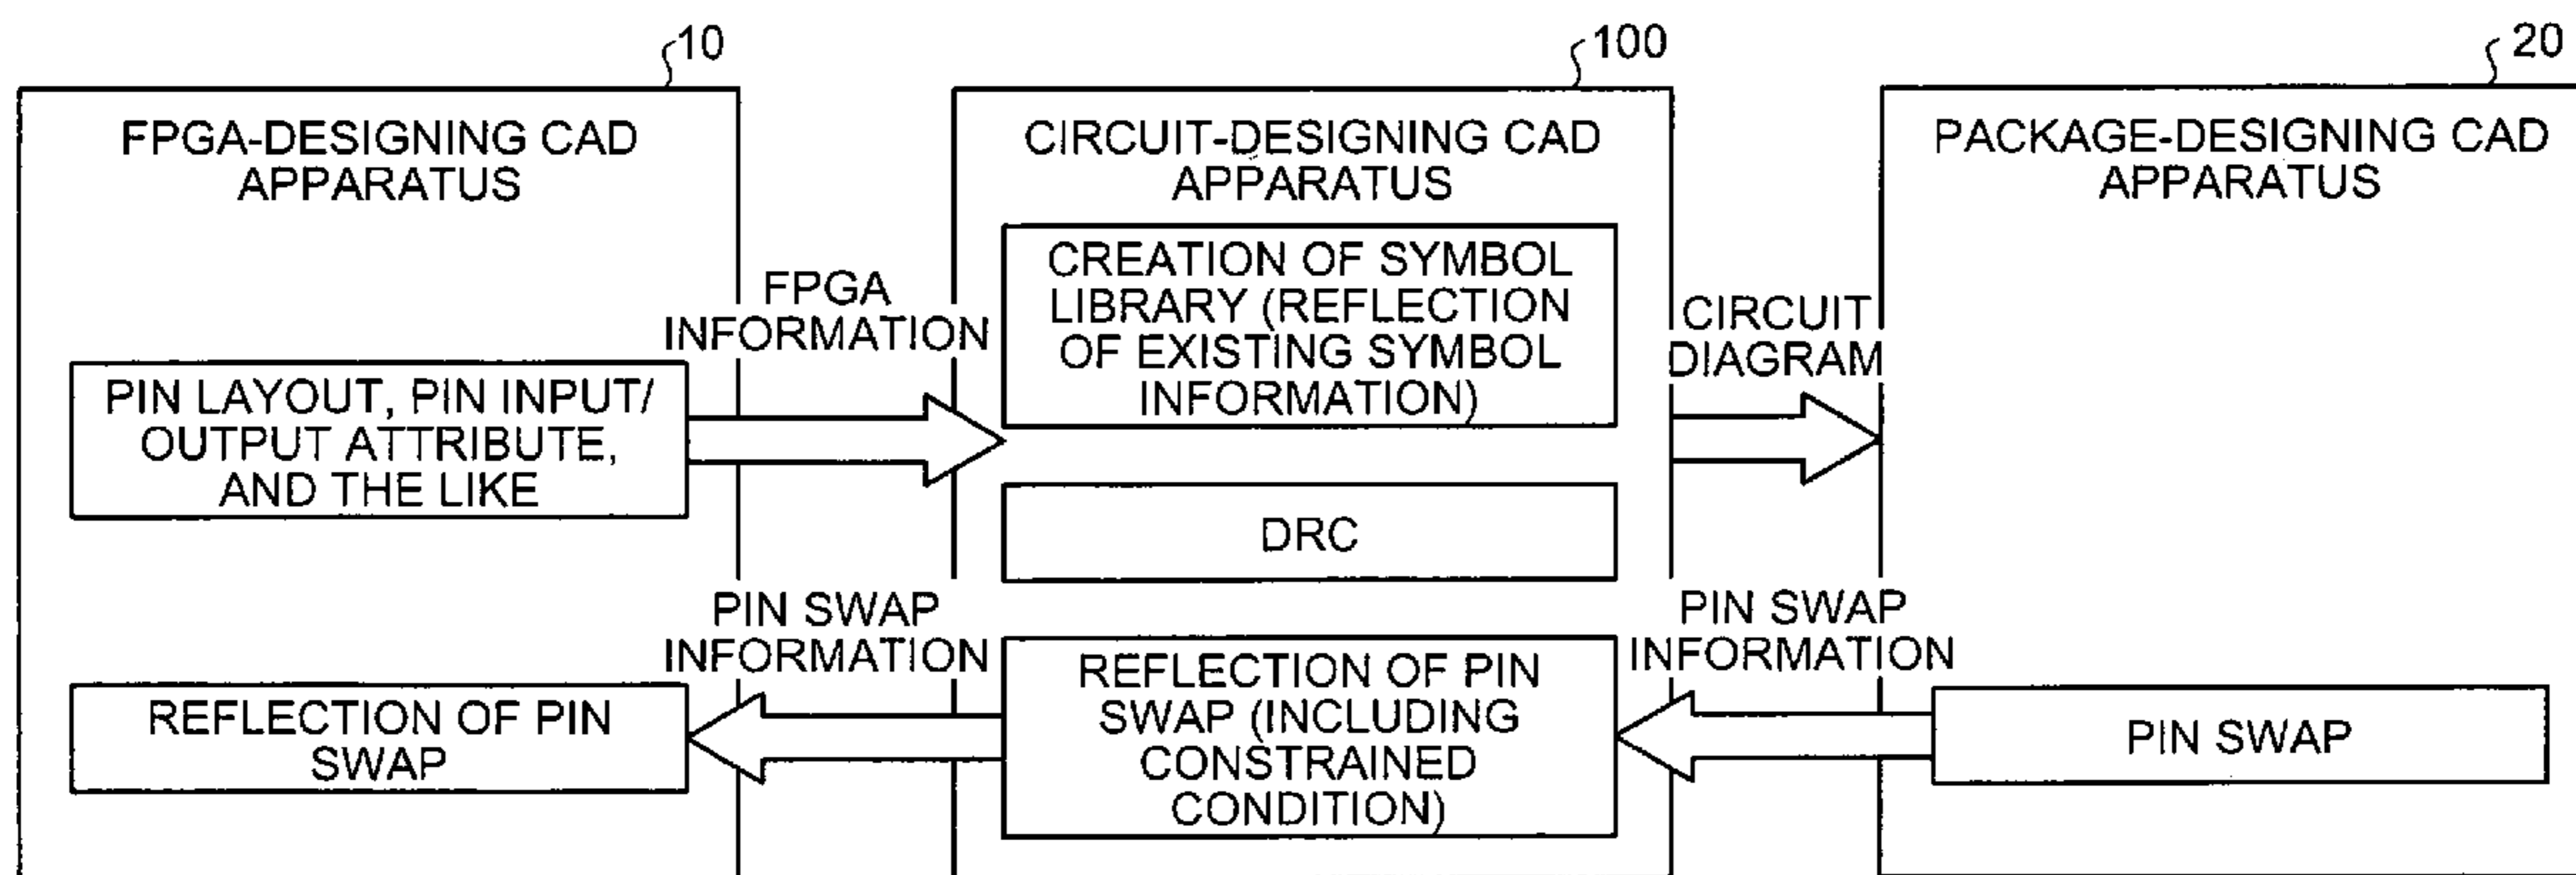 10
100
20
FPGA-DESIGNING CAD
APPARATUS
CIRCUIT-DESIGNING CAD
APPARATUS
PACKAGE-DESIGNING CAD
APPARATUS
FPGA
INFORMATION
CREATION OF SYMBOL
LIBRARY (REFLECTION
OF EXISTING SYMBOL
INFORMATION)
CIRCUIT
DIAGRAM
PIN LAYOUT, PIN INPUT/
OUTPUT ATTRIBUTE,
AND THE LIKE
DRC
PIN SWAP
INFORMATION
PIN SWAP
INFORMATION
REFLECTION OF PIN
SWAP
REFLECTION OF PIN
SWAP (INCLUDING
CONSTRAINED
CONDITION)
PIN SWAP